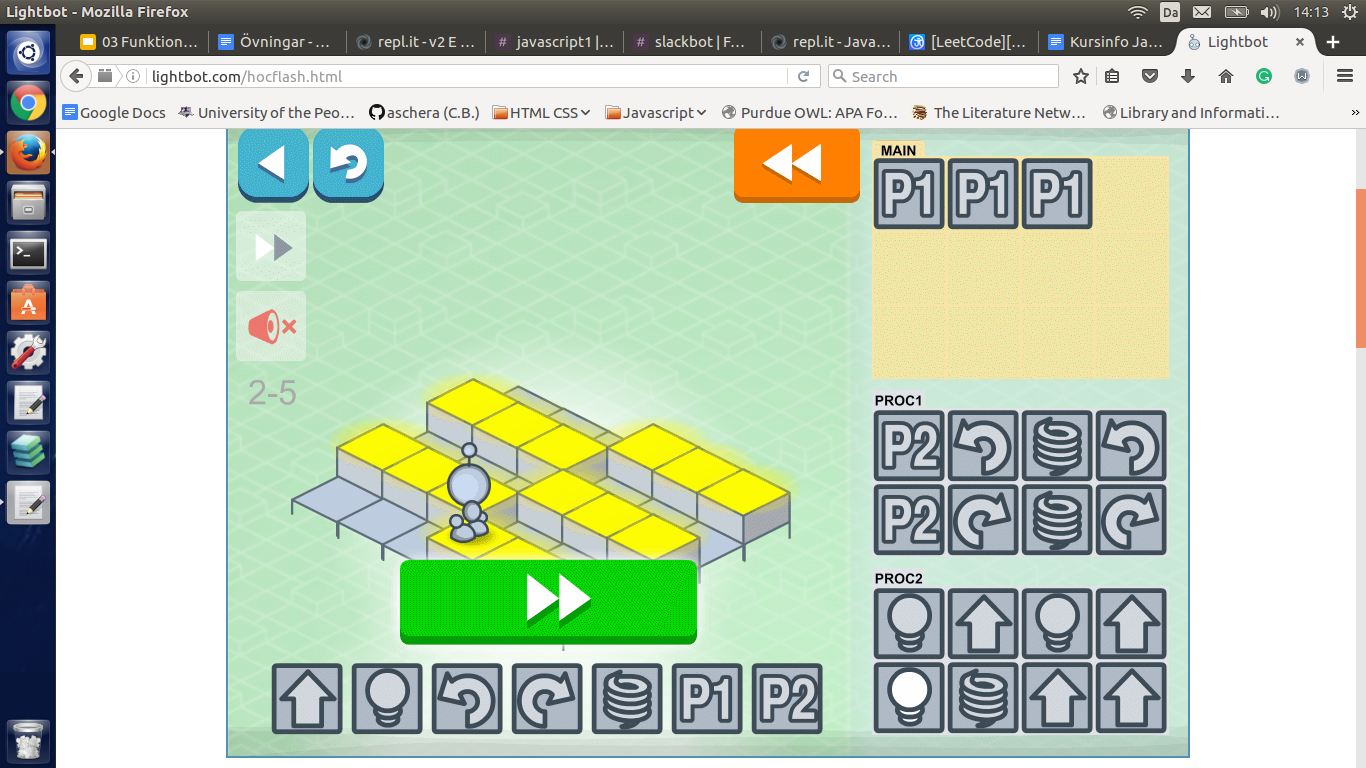 Lightbot - Mozilla Firefox
Da
14:13
03 Funktion...
Övningar - ...
repl.it - v2 E ...
javascript1 |...
slackbot | F...
repl.it - Java...
[LeetCode][...
Kursinfo Ja...
Lightbot
lightbot.com/hocflash.html
Search
Google Docs
University of the Peo...
aschera (C.B.)
HTML CSS
Javascript
Purdue OWL: APA Fo...
The Literature Netw...
Library and Informati...
MAIN
P1 P1 P1
2-5
PROC1
P2
P2
PROC2
P1 P2